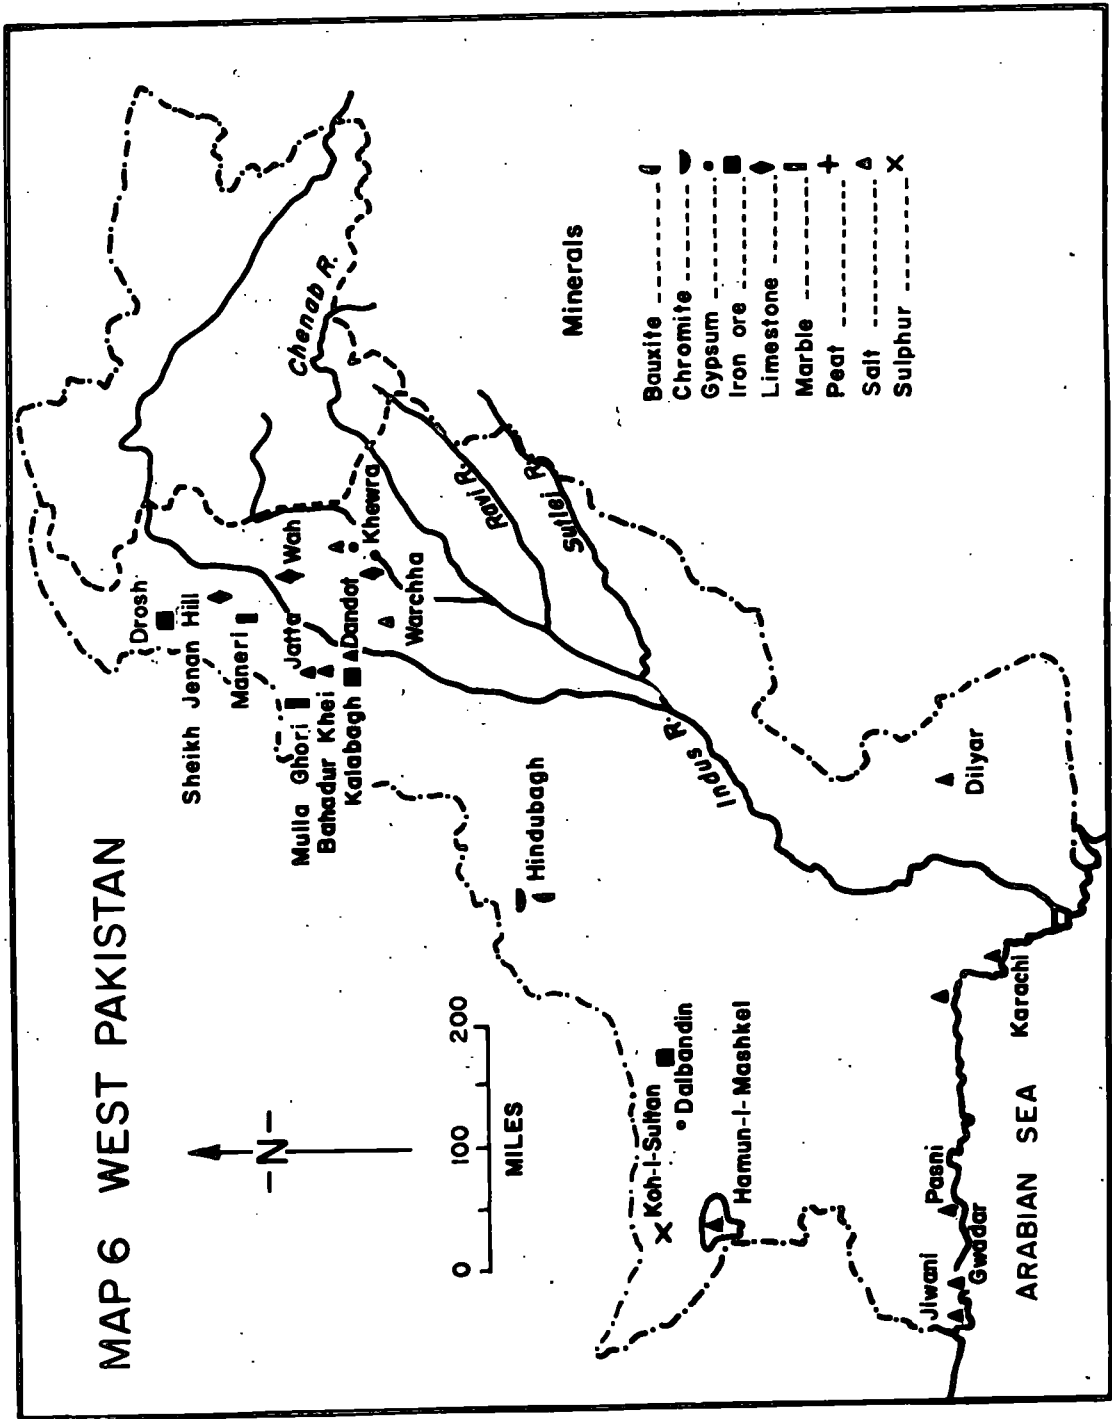 MAP 6 WEST PAKISTAN
-N-
0 100 200
MILES
Drosh
Sheikh Jenan Hill
Maneri
Wah
Jatta
Mulla Ghori
Bahadur Khel
Kalabagh
Dandot
Khewra
Warchha
Chenab R.
Ravi R.
Sutlej R.
Indus R.
Hindubagh
Koh-I-Sultan
Dalbandin
Hamun-I-Mashkel
Dilyar
Karachi
Pasni
Gwadar
Jiwani
ARABIAN SEA
Minerals
Bauxite
Chromite
Gypsum
Iron ore
Limestone
Marble
Peat
Salt
Sulphur